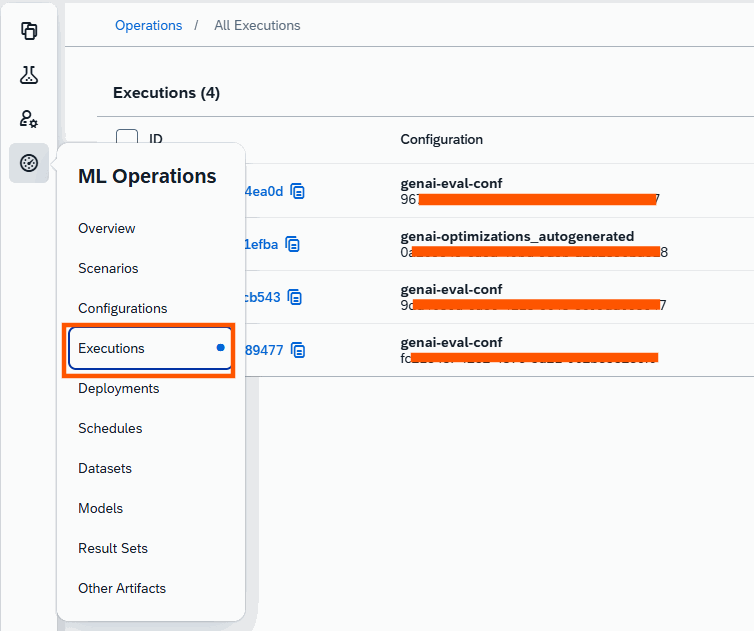 Operations / All Executions
Executions (4)
ID
Configuration
ML Operations
Overview
Scenarios
Configurations
Executions
Deployments
Schedules
Datasets
Models
Result Sets
Other Artifacts
4ea0d
genai-eval-conf
1efba
genai-optimizations_autogenerated
cb543
genai-eval-conf
89477
genai-eval-conf